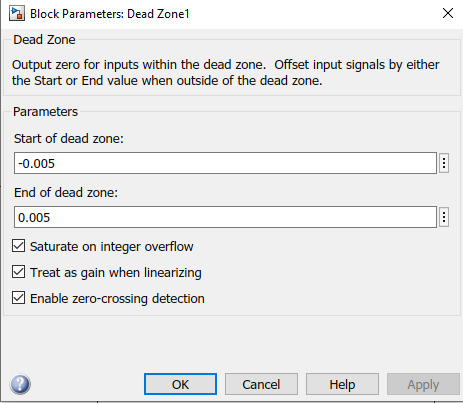 Block Parameters: Dead Zone1
Dead Zone
Output zero for inputs within the dead zone.  Offset input signals by either
the Start or End value when outside of the dead zone.
Parameters
Start of dead zone:
-0.005
End of dead zone:
0.005
Saturate on integer overflow
Treat as gain when linearizing
Enable zero-crossing detection
? OK Cancel Help Apply